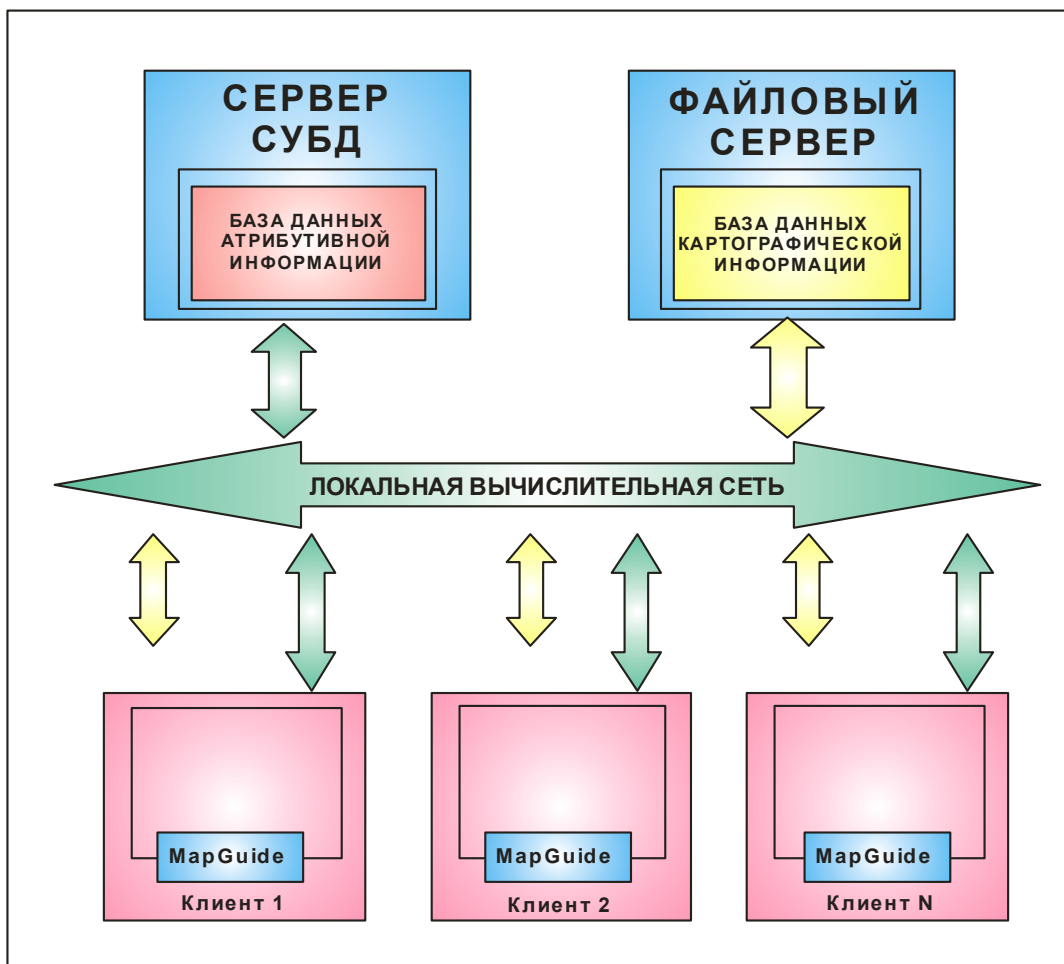 СЕРВЕР
СУБД
БАЗА ДАННЫХ
АТРИБУТИВНОЙ
ИНФОРМАЦИИ
ФАЙЛОВЫЙ
СЕРВЕР
БАЗА ДАННЫХ
КАРТОГРАФИЧЕСКОЙ
ИНФОРМАЦИИ
ЛОКАЛЬНАЯ ВЫЧИСЛИТЕЛЬНАЯ СЕТЬ
MapGuide
Клиент 1
MapGuide
Клиент 2
MapGuide
Клиент N